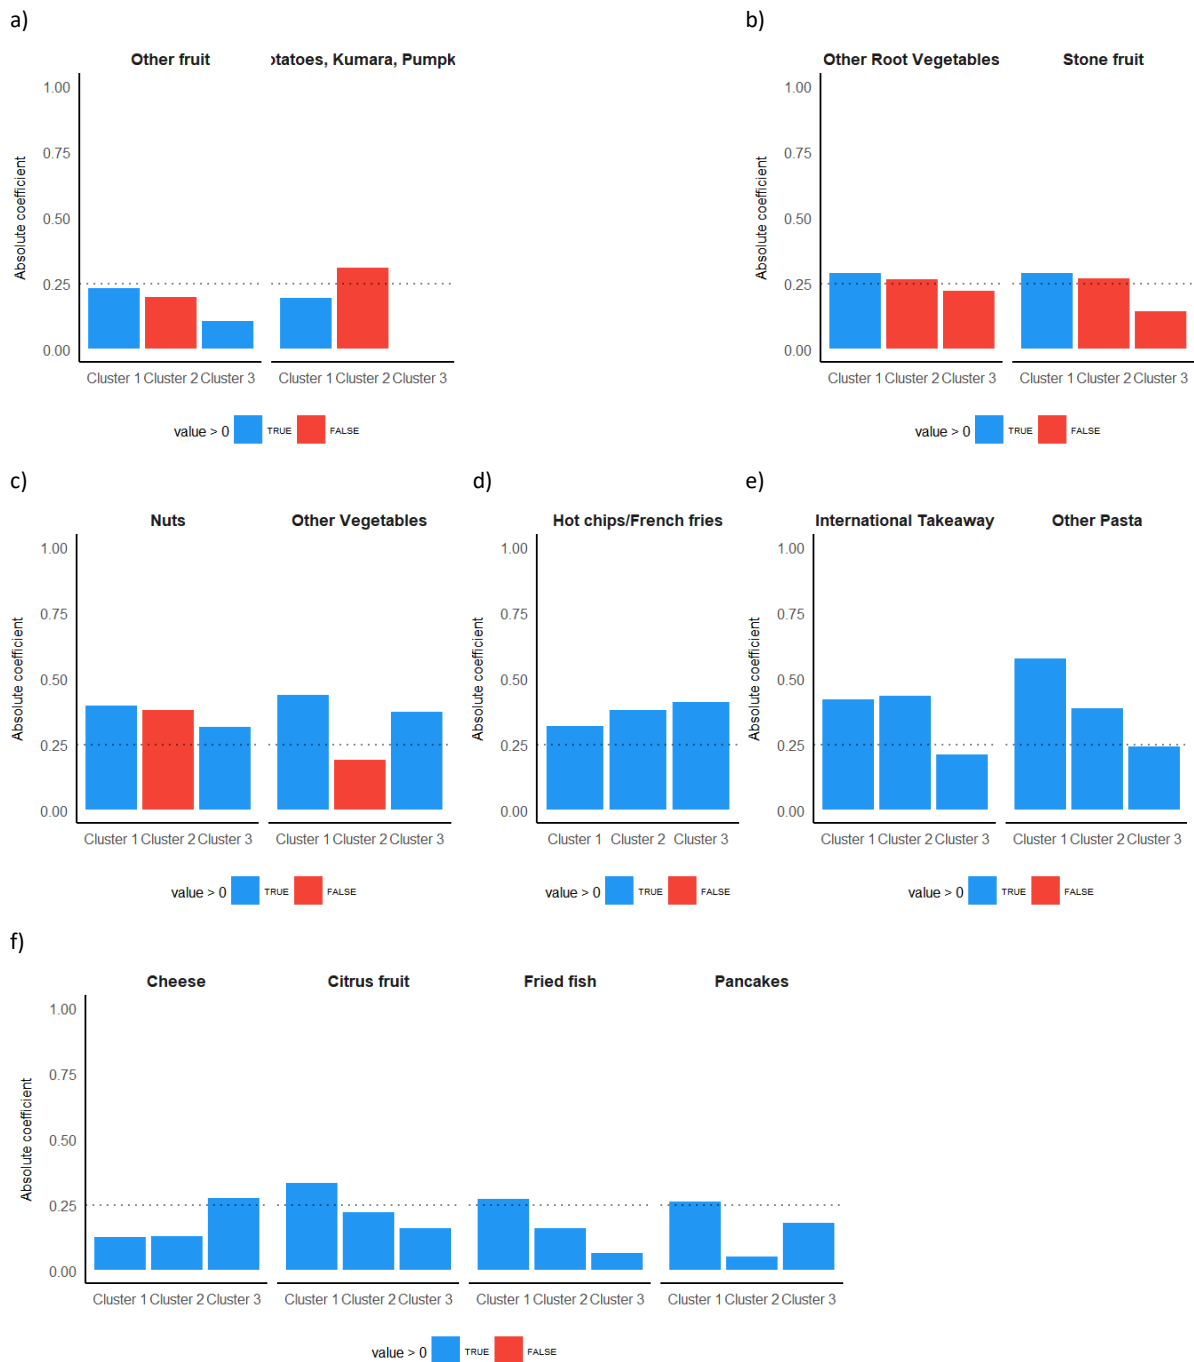 a)
b)
Other fruit
otatoes, Kumara, Pumpk
Other Root Vegetables
Stone fruit
Absolute coefficient
1.00
0.75
0.50
0.25
0.00
Cluster 1 Cluster 2 Cluster 3
Cluster 1 Cluster 2 Cluster 3
value > 0 TRUE FALSE
Absolute coefficient
1.00
0.75
0.50
0.25
0.00
Cluster 1 Cluster 2 Cluster 3
Cluster 1 Cluster 2 Cluster 3
value > 0 TRUE FALSE
c)
Nuts
Other Vegetables
Absolute coefficient
1.00
0.75
0.50
0.25
0.00
Cluster 1 Cluster 2 Cluster 3
Cluster 1 Cluster 2 Cluster 3
value > 0 TRUE FALSE
d)
Hot chips/French fries
Absolute coefficient
1.00
0.75
0.50
0.25
0.00
Cluster 1 Cluster 2 Cluster 3
value > 0 TRUE FALSE
e)
International Takeaway
Other Pasta
Absolute coefficient
1.00
0.75
0.50
0.25
0.00
Cluster 1 Cluster 2 Cluster 3
Cluster 1 Cluster 2 Cluster 3
value > 0 TRUE FALSE
f)
Cheese
Citrus fruit
Fried fish
Pancakes
Absolute coefficient
1.00
0.75
0.50
0.25
0.00
Cluster 1 Cluster 2 Cluster 3
Cluster 1 Cluster 2 Cluster 3
Cluster 1 Cluster 2 Cluster 3
Cluster 1 Cluster 2 Cluster 3
value > 0 TRUE FALSE